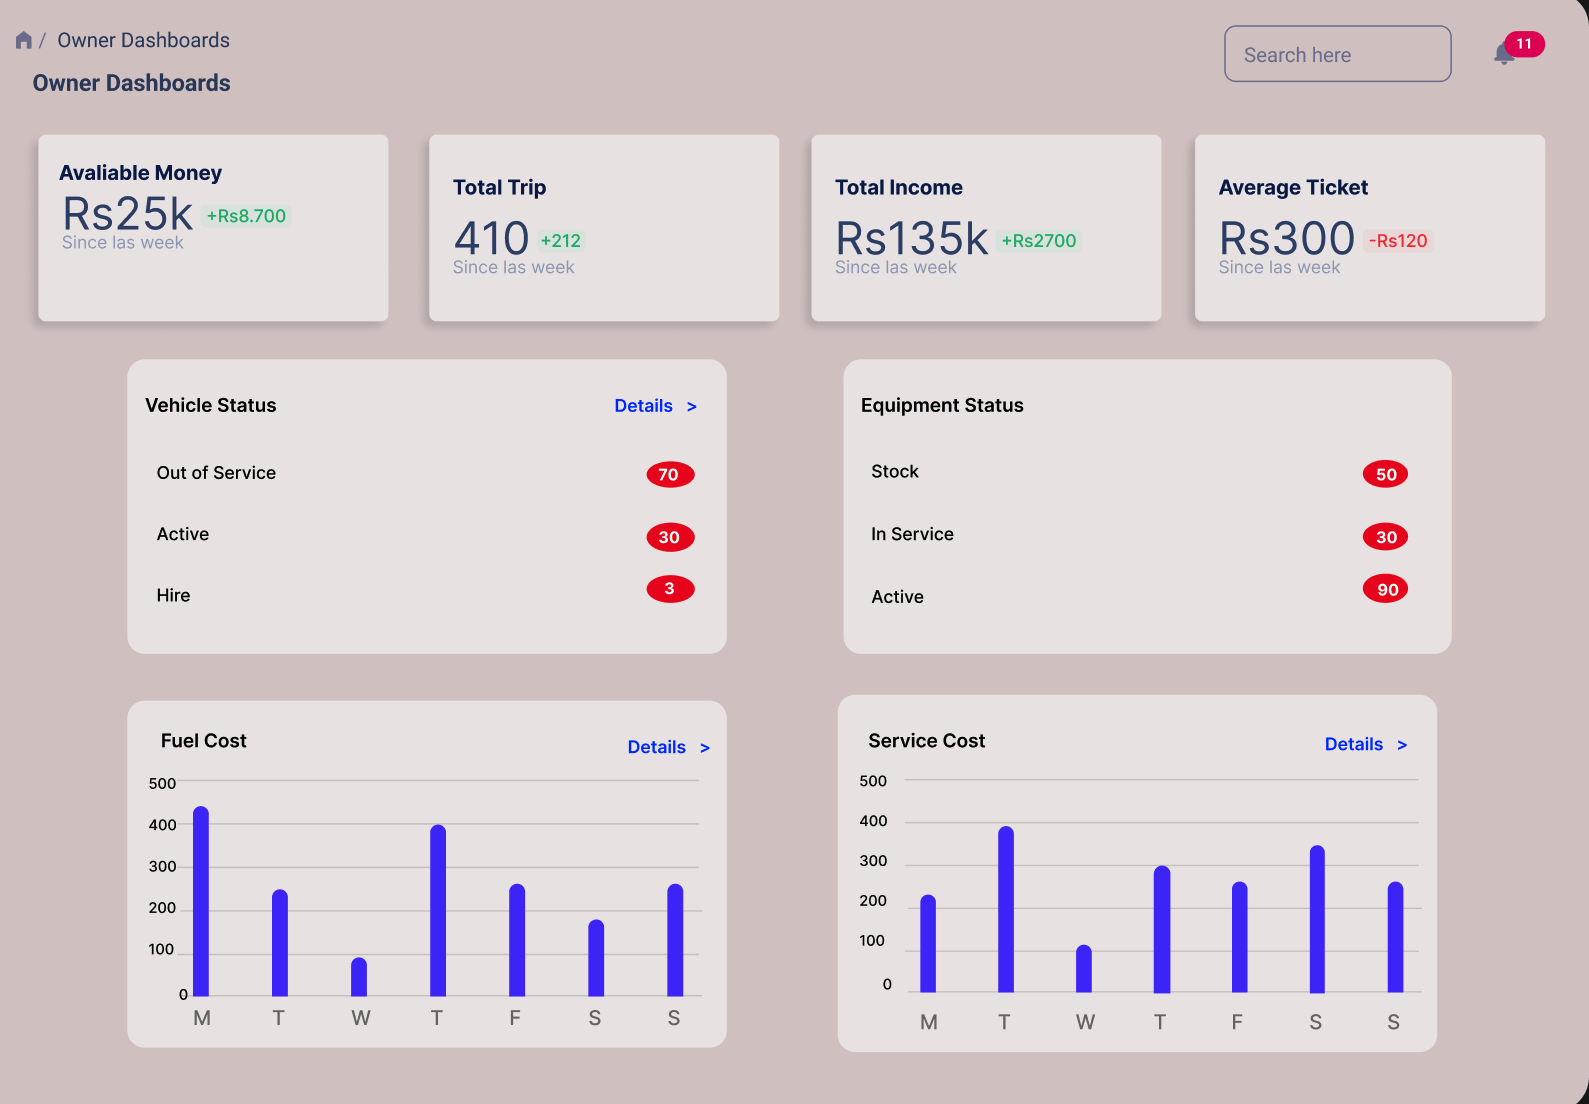 / Owner Dashboards
Owner Dashboards
Search here
11
Avaliable Money
Rs25k +Rs8.700
Since las week
Total Trip
410 +212
Since las week
Total Income
Rs135k +Rs2700
Since las week
Average Ticket
Rs300 -Rs120
Since las week
Vehicle Status
Details >
Out of Service 70
Active 30
Hire 3
Equipment Status
Stock 50
In Service 30
Active 90
Fuel Cost
Details >
500
400
300
200
100
0
M T W T F S S
Service Cost
Details >
500
400
300
200
100
0
M T W T F S S